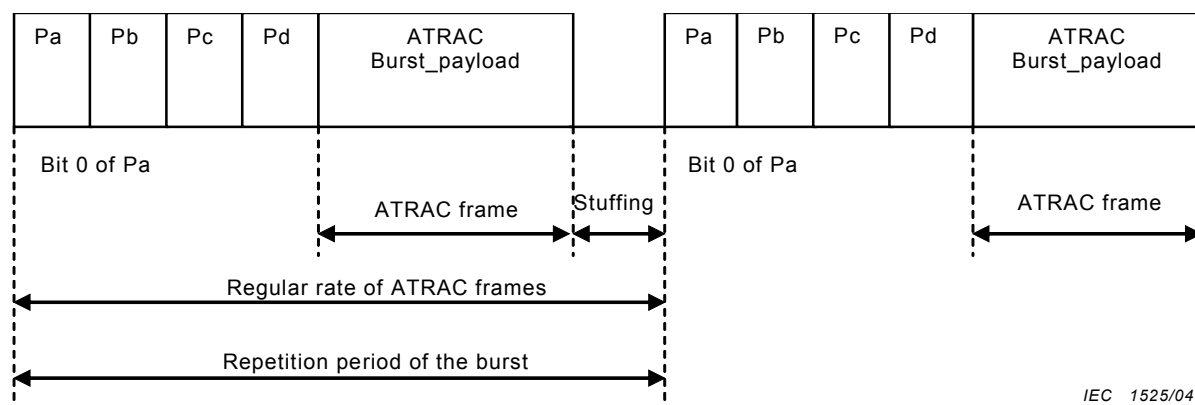 Pa Pb Pc Pd ATRAC Burst_payload Pa Pb Pc Pd ATRAC Burst_payload
Bit 0 of Pa Bit 0 of Pa
ATRAC frame Stuffing ATRAC frame
Regular rate of ATRAC frames
Repetition period of the burst
IEC 1525/04